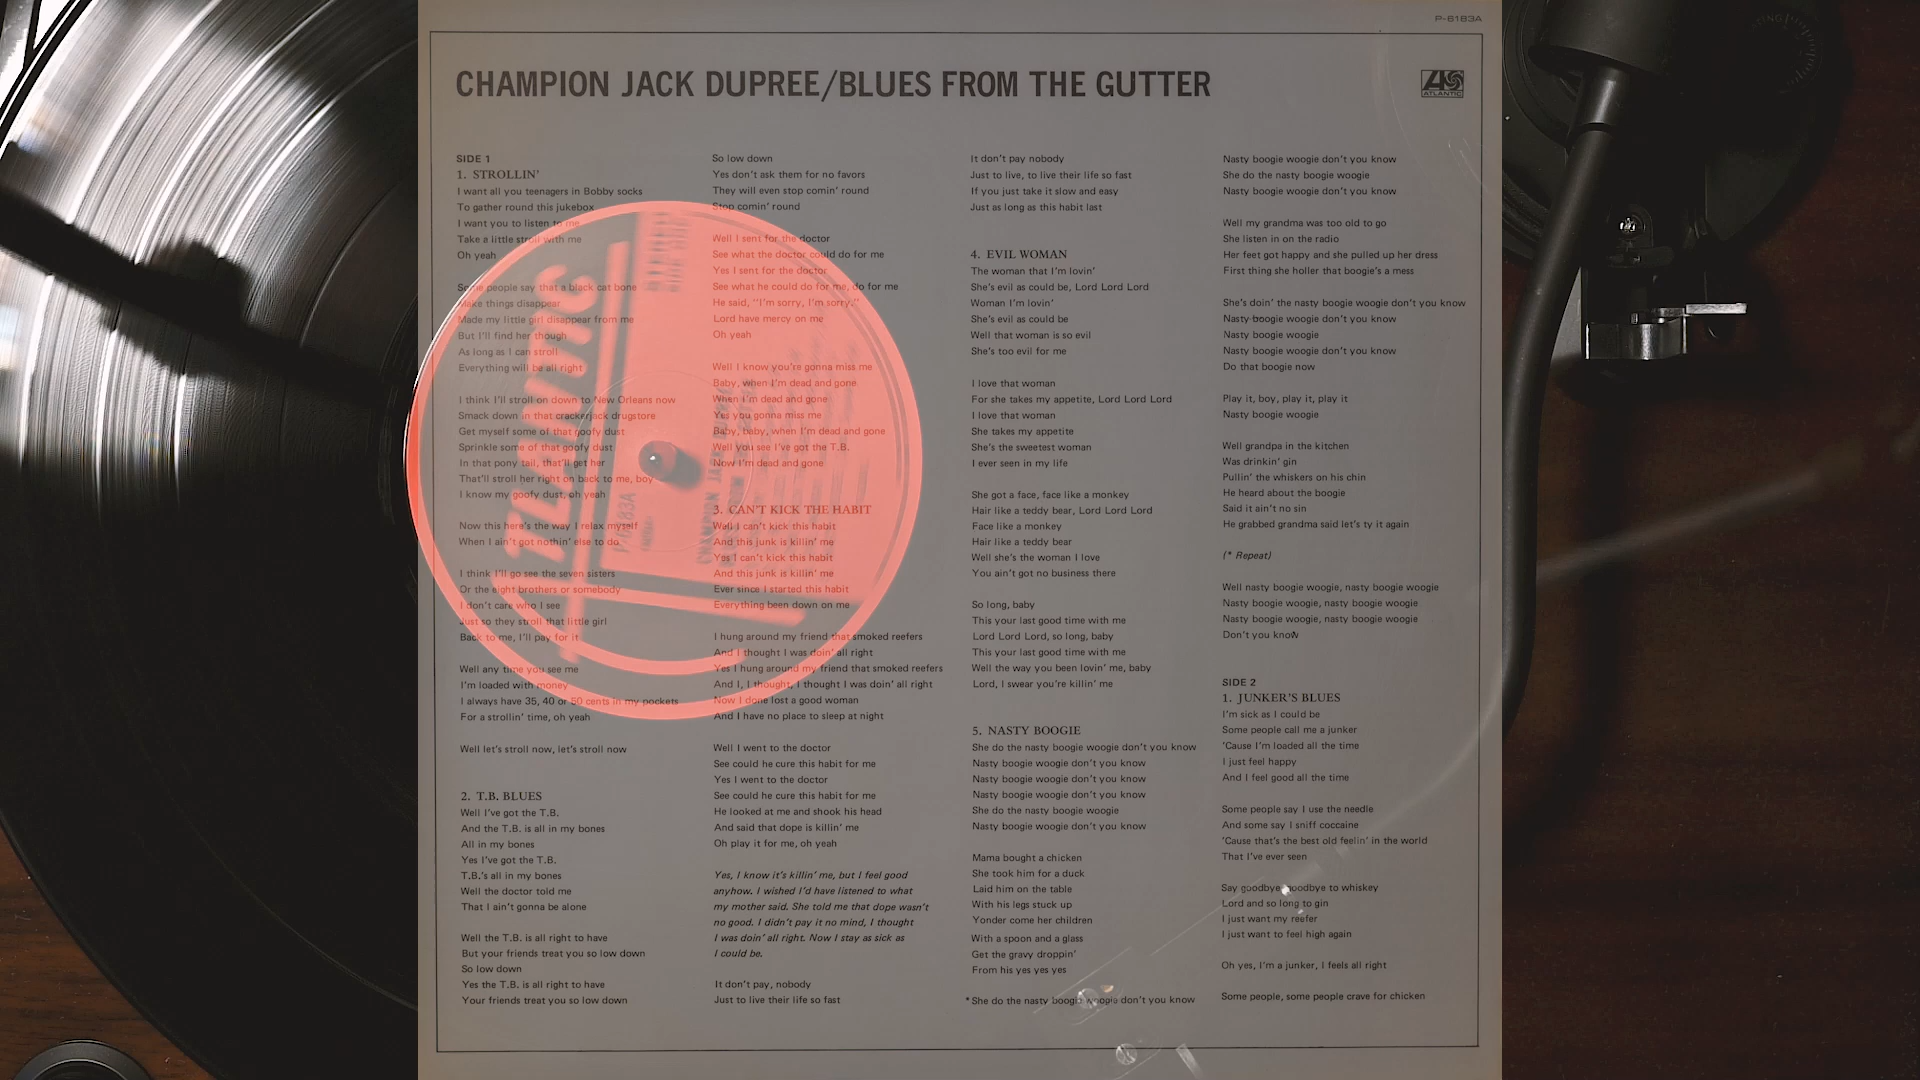 P-6183A
CHAMPION JACK DUPREE/BLUES FROM THE GUTTER
ATLANTIC
SIDE 1
1. STROLLIN'
I want all you teenagers in Bobby socks
To gather round this jukebox
I want you to listen to me
Take a little stroll with me
Oh yeah
Some people say that a black cat bone
Make things disappear
Made my little girl disappear from me
But I'll find her though
As long as I can stroll
Everything will be all right
I think I'll stroll on down to New Orleans now
Smack down in that crackerjack drugstore
Get myself some of that goofy dust
Sprinkle some of that goofy dust
In that pony tail, that'll get her
That'll stroll her right on back to me, boy
I know my goofy dust, oh yeah
Now this here's the way I relax myself
When I ain't got nothin' else to do
I think I'll go see the seven sisters
Or the eight brothers or somebody
I don't care who I see
Just so they stroll that little girl
Back to me, I'll pay for it
Well any time you see me
I'm loaded with money
I always have 35, 40 or 50 cents in my pockets
For a strollin' time, oh yeah
Well let's stroll now, let's stroll now
2. T.B. BLUES
Well I've got the T.B.
And the T.B. is all in my bones
All in my bones
Yes I've got the T.B.
T.B.'s all in my bones
Well the doctor told me
That I ain't gonna be alone
Well the T.B. is all right to have
But your friends treat you so low down
So low down
Yes the T.B. is all right to have
Your friends treat you so low down
So low down
Yes don't ask them for no favors
They will even stop comin' round
Stop comin' round
Well I sent for the doctor
See what the doctor could do for me
Yes I sent for the doctor
See what he could do for me, do for me
He said, "I'm sorry, I'm sorry."
Lord have mercy on me
Oh yeah
Well I know you're gonna miss me
Baby, when I'm dead and gone
When I'm dead and gone
Yes you gonna miss me
Baby, baby, when I'm dead and gone
Well you see I've got the T.B.
Now I'm dead and gone
3. CAN'T KICK THE HABIT
Well I can't kick this habit
And this junk is killin' me
Yes I can't kick this habit
And this junk is killin' me
Ever since I started this habit
Everything been down on me
I hung around my friend that smoked reefers
And I thought I was doin' all right
Yes I hung around my friend that smoked reefers
And I, I thought, I thought I was doin' all right
Now I done lost a good woman
And I have no place to sleep at night
Well I went to the doctor
See could he cure this habit for me
Yes I went to the doctor
See could he cure this habit for me
He looked at me and shook his head
And said that dope is killin' me
Oh play it for me, oh yeah
Yes, I know it's killin' me, but I feel good
anyhow. I wished I'd have listened to what
my mother said. She told me that dope wasn't
no good. I didn't pay it no mind, I thought
I was doin' all right. Now I stay as sick as
I could be.
It don't pay, nobody
Just to live their life so fast
It don't pay nobody
Just to live, to live their life so fast
If you just take it slow and easy
Just as long as this habit last
4. EVIL WOMAN
The woman that I'm lovin'
She's evil as could be, Lord Lord Lord
Woman I'm lovin'
She's evil as could be
Well that woman is so evil
She's too evil for me
I love that woman
For she takes my appetite, Lord Lord Lord
I love that woman
She takes my appetite
She's the sweetest woman
I ever seen in my life
She got a face, face like a monkey
Hair like a teddy bear, Lord Lord Lord
Face like a monkey
Hair like a teddy bear
Well she's the woman I love
You ain't got no business there
So long, baby
This your last good time with me
Lord Lord Lord, so long, baby
This your last good time with me
Well the way you been lovin' me, baby
Lord, I swear you're killin' me
5. NASTY BOOGIE
She do the nasty boogie woogie don't you know
Nasty boogie woogie don't you know
Nasty boogie woogie don't you know
Nasty boogie woogie don't you know
She do the nasty boogie woogie
Nasty boogie woogie don't you know
Mama bought a chicken
She took him for a duck
Laid him on the table
With his legs stuck up
Yonder come her children
With a spoon and a glass
Get the gravy droppin'
From his yes yes yes
* She do the nasty boogie woogie don't you know
Nasty boogie woogie don't you know
She do the nasty boogie woogie
Nasty boogie woogie don't you know
Well my grandma was too old to go
She listen in on the radio
Her feet got happy and she pulled up her dress
First thing she holler that boogie's a mess
She's doin' the nasty boogie woogie don't you know
Nasty boogie woogie don't you know
Nasty boogie woogie
Nasty boogie woogie don't you know
Do that boogie now
Play it, boy, play it, play it
Nasty boogie woogie
Well grandpa in the kitchen
Was drinkin' gin
Pullin' the whiskers on his chin
He heard about the boogie
Said it ain't no sin
He grabbed grandma said let's ty it again
(* Repeat)
Well nasty boogie woogie, nasty boogie woogie
Nasty boogie woogie, nasty boogie woogie
Nasty boogie woogie, nasty boogie woogie
Don't you know
SIDE 2
1. JUNKER'S BLUES
I'm sick as I could be
Some people call me a junker
'Cause I'm loaded all the time
I just feel happy
And I feel good all the time
Some people say I use the needle
And some say I sniff coccaine
'Cause that's the best old feelin' in the world
That I've ever seen
Say goodbye, goodbye to whiskey
Lord and so long to gin
I just want my reefer
I just want to feel high again
Oh yes, I'm a junker, I feels all right
Some people, some people crave for chicken
ATLANTIC
P-6183A
CHAMPION JACK DUPREE